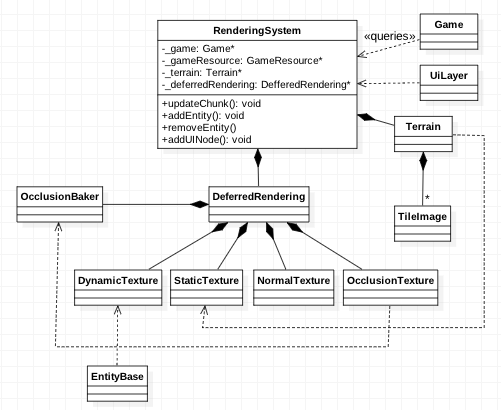 RenderingSystem
-_game: Game*
-_gameResource: GameResource*
-_terrain: Terrain*
-_deferredRendering: DefferedRendering*
+updateChunk(): void
+addEntity(): void
+removeEntity()
+addUINode(): void
«queries»
Game
UiLayer
Terrain
*
TileImage
OcclusionBaker
DeferredRendering
DynamicTexture
StaticTexture
NormalTexture
OcclusionTexture
EntityBase